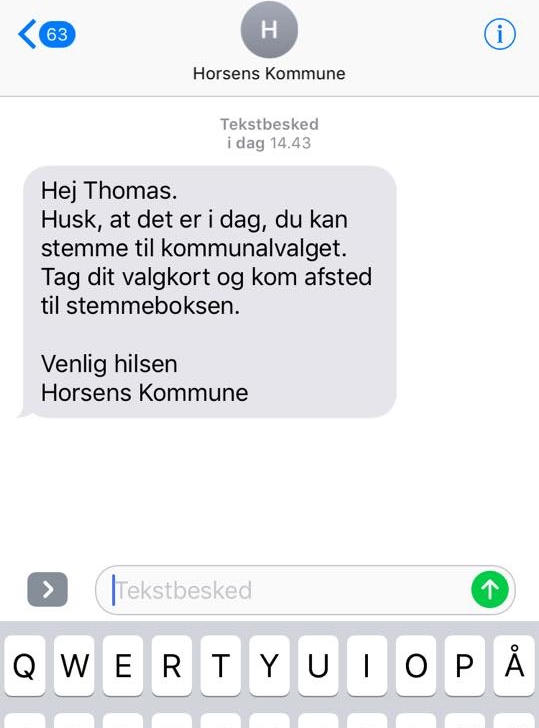 63
H
i
Horsens Kommune
Tekstbesked
i dag 14.43
Hej Thomas.
Husk, at det er i dag, du kan
stemme til kommunalvalget.
Tag dit valgkort og kom afsted
til stemmeboksen.
Venlig hilsen
Horsens Kommune
Tekstbesked
Q W E R T Y U I O P Å